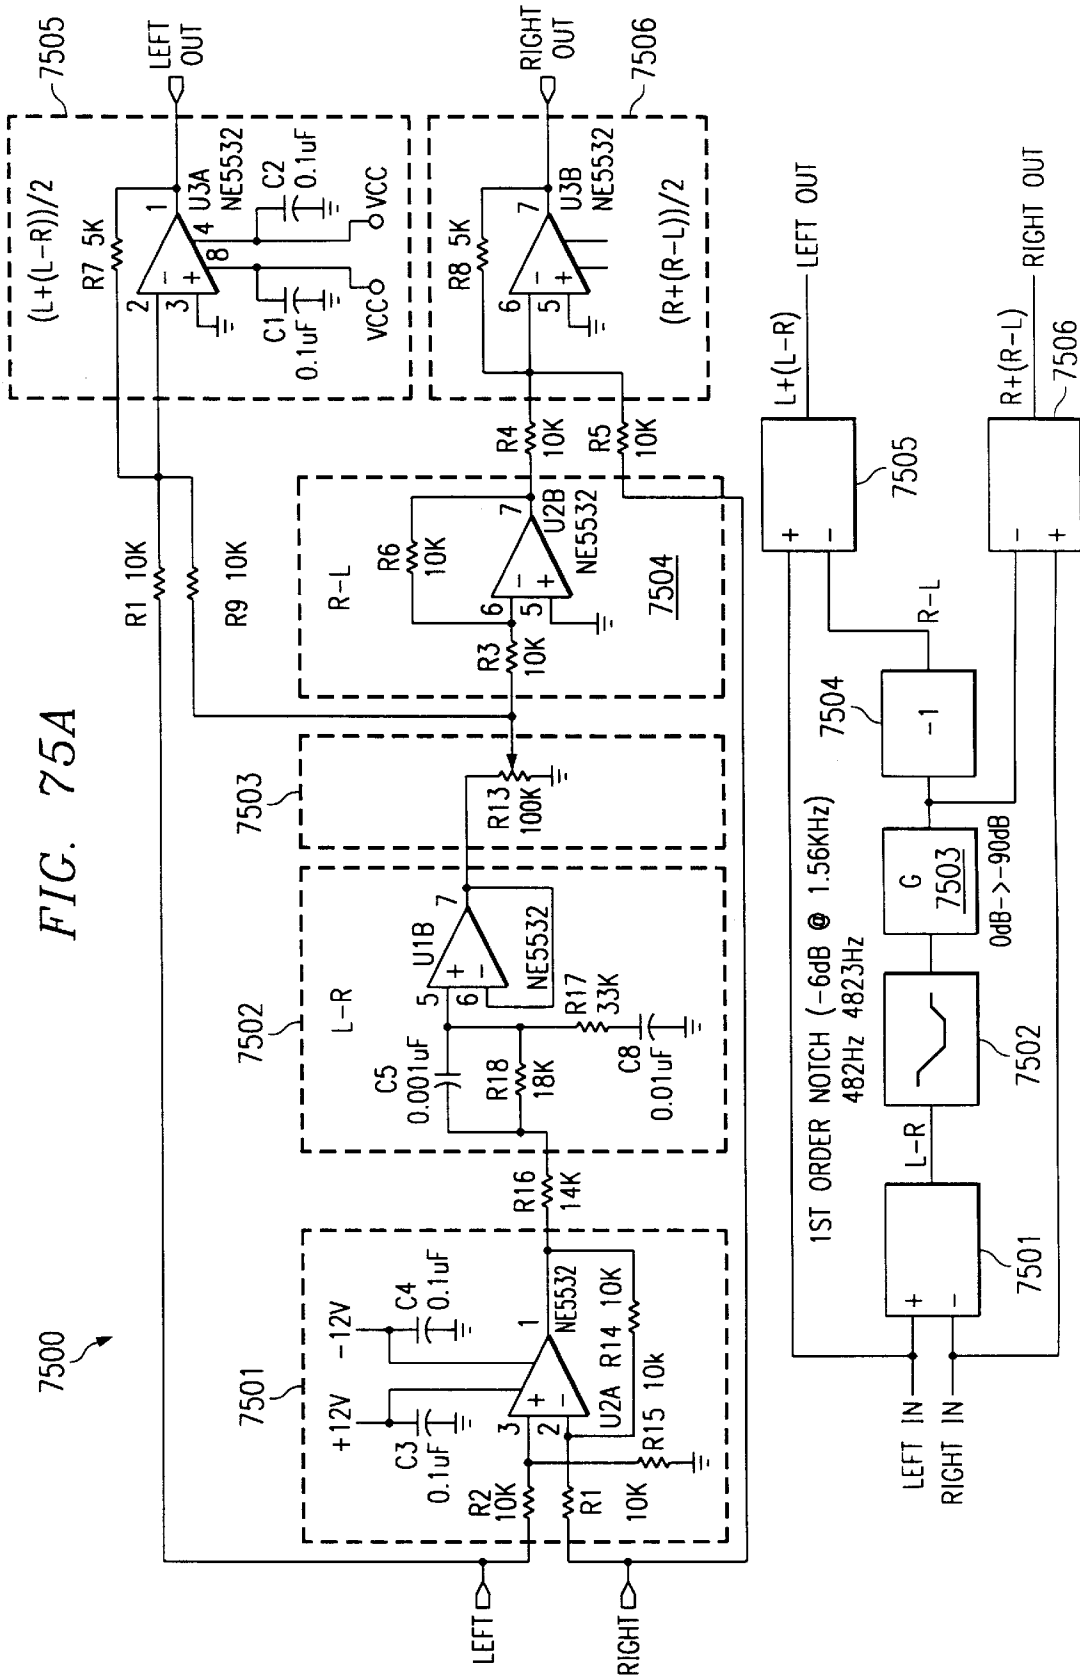 FIG. 75A
7500
7501
+12V
-12V
C3
0.1uF
C4
0.1uF
R2
10K
3
2
+
-
1
NE5532
U2A
R14 10K
R15 10k
R1
10K
LEFT
RIGHT
R16
14K
7502
L-R
C5
0.001uF
R18
18K
5
6
+
-
7
U1B
NE5532
R17
33K
C8
0.01uF
7503
R13
100K
R-L
R3
10K
R6
10K
6
5
-
+
7
U2B
NE5532
7504
R1 10K
R9 10K
R4
10K
R5
10K
7505
(L+(L-R))/2
R7 5K
2
3
-
+
1
U3A
NE5532
4
8
C1
0.1uF
C2
0.1uF
VCC
VCC
LEFT
OUT
R8 5K
6
5
-
+
7
U3B
NE5532
(R+(R-L))/2
RIGHT
OUT
7506
1ST ORDER NOTCH (-6dB @ 1.56KHz)
482Hz 4823Hz
LEFT IN
RIGHT IN
+
-
7501
L-R
7502
G
7503
0dB->-90dB
7504
-1
R-L
+
-
7505
L+(L-R)
LEFT OUT
-
+
R+(R-L)
RIGHT OUT
7506